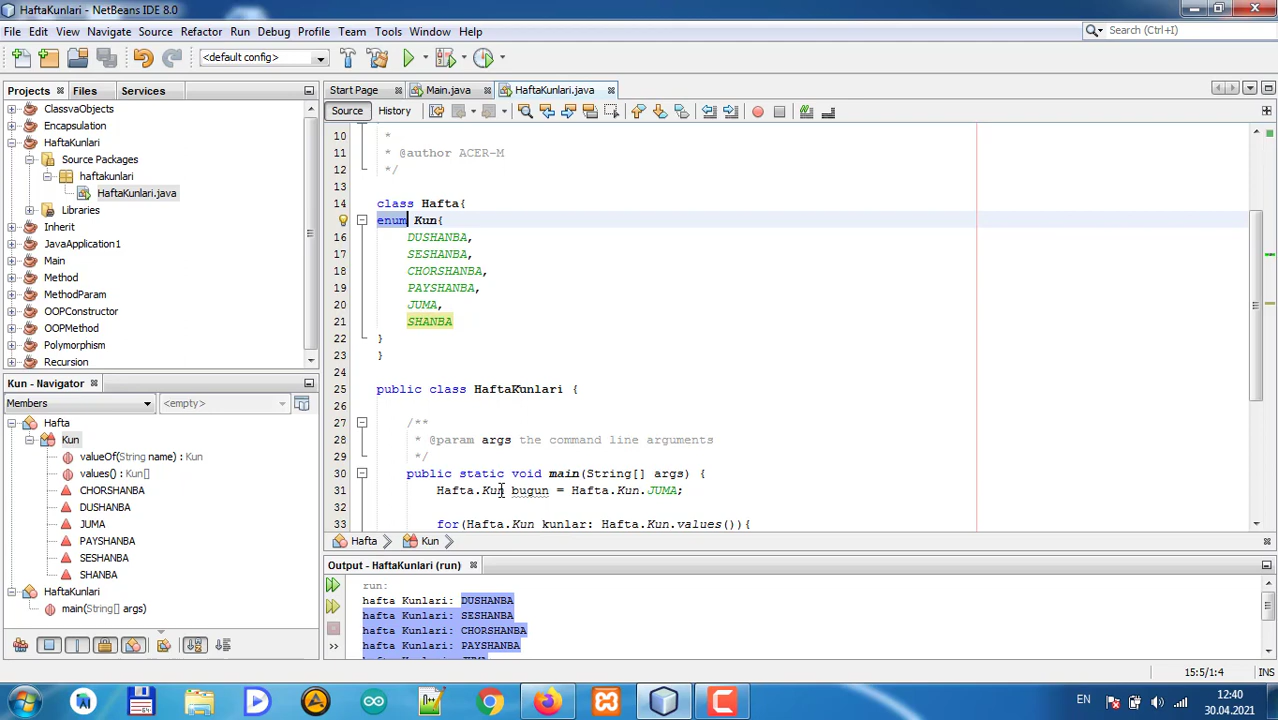 HaftaKunlari - NetBeans IDE 8.0
File Edit View Navigate Source Refactor Run Debug Profile Team Tools Window Help
Search (Ctrl+I)
<default config>
Projects Files Services
Start Page Main.java HaftaKunlari.java
Source History
ClassvaObjects
Encapsulation
HaftaKunlari
Source Packages
haftakunlari
HaftaKunlari.java
Libraries
Inherit
JavaApplication1
Main
Method
MethodParam
OOPConstructor
OOPMethod
Polymorphism
Recursion
10 *
11 * @author ACER-M
12 */
13
14 class Hafta{
enum Kun{
16 DUSHANBA,
17 SESHANBA,
18 CHORSHANBA,
19 PAYSHANBA,
20 JUMA,
21 SHANBA
22 }
23 }
24
25 public class HaftaKunlari {
26
27 /**
28 * @param args the command line arguments
29 */
30 public static void main(String[] args) {
31 Hafta.Kun bugun = Hafta.Kun.JUMA;
32
33 for(Hafta.Kun kunlar: Hafta.Kun.values()){
Hafta Kun
Kun - Navigator
Members <empty>
Hafta
Kun
valueOf(String name) : Kun
values() : Kun[]
CHORSHANBA
DUSHANBA
JUMA
PAYSHANBA
SESHANBA
SHANBA
HaftaKunlari
main(String[] args)
Output - HaftaKunlari (run)
run:
hafta Kunlari: DUSHANBA
hafta Kunlari: SESHANBA
hafta Kunlari: CHORSHANBA
hafta Kunlari: PAYSHANBA
15:5/1:4 INS
EN
12:40
30.04.2021